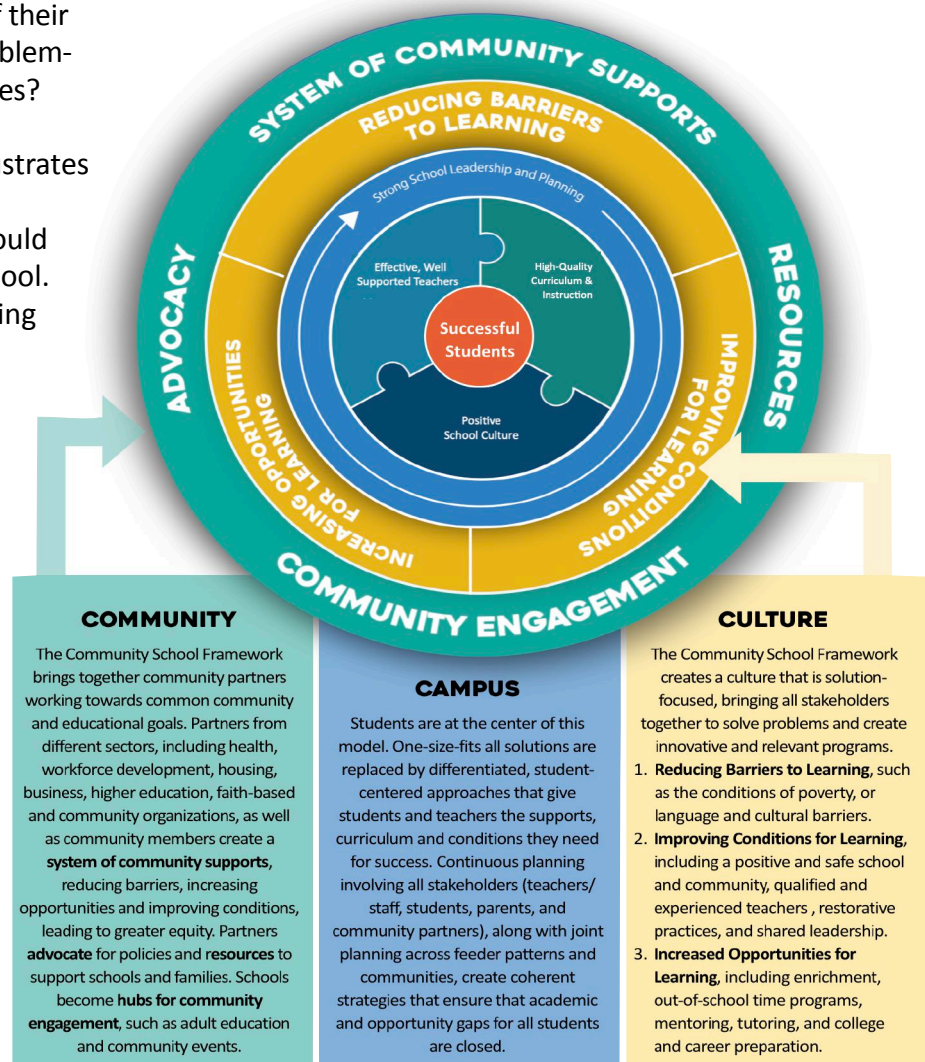 f their
blem-
es?
strates
ould
ool.
ing
SYSTEM OF COMMUNITY SUPPORTS
ADVOCACY
RESOURCES
COMMUNITY ENGAGEMENT
REDUCING BARRIERS
TO LEARNING
INCREASING OPPORTUNITIES
FOR LEARNING
IMPROVING CONDITIONS
FOR LEARNING
Strong School Leadership and Planning
Effective, Well
Supported Teachers
High-Quality
Curriculum &
Instruction
Successful
Students
Positive
School Culture
COMMUNITY
The Community School Framework
brings together community partners
working towards common community
and educational goals. Partners from
different sectors, including health,
workforce development, housing,
business, higher education, faith-based
and community organizations, as well
as community members create a
system of community supports,
reducing barriers, increasing
opportunities and improving conditions,
leading to greater equity. Partners
advocate for policies and resources to
support schools and families. Schools
become hubs for community
engagement, such as adult education
and community events.
CAMPUS
Students are at the center of this
model. One-size-fits all solutions are
replaced by differentiated, student-
centered approaches that give
students and teachers the supports,
curriculum and conditions they need
for success. Continuous planning
involving all stakeholders (teachers/
staff, students, parents, and
community partners), along with joint
planning across feeder patterns and
communities, create coherent
strategies that ensure that academic
and opportunity gaps for all students
are closed.
CULTURE
The Community School Framework
creates a culture that is solution-
focused, bringing all stakeholders
together to solve problems and create
innovative and relevant programs.
1. Reducing Barriers to Learning, such
as the conditions of poverty, or
language and cultural barriers.
2. Improving Conditions for Learning,
including a positive and safe school
and community, qualified and
experienced teachers , restorative
practices, and shared leadership.
3. Increased Opportunities for
Learning, including enrichment,
out-of-school time programs,
mentoring, tutoring, and college
and career preparation.